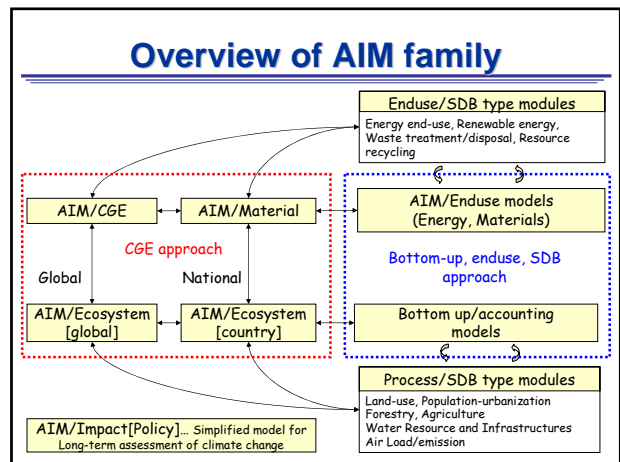 Overview of AIM family
Enduse/SDB type modules
Energy end-use, Renewable energy,
Waste treatment/disposal, Resource
recycling
AIM/CGE
AIM/Material
AIM/Enduse models
(Energy, Materials)
CGE approach
Bottom-up, enduse, SDB
approach
Global
National
AIM/Ecosystem
[global]
AIM/Ecosystem
[country]
Bottom up/accounting
models
Process/SDB type modules
Land-use, Population-urbanization
Forestry, Agriculture
Water Resource and Infrastructures
Air Load/emission
AIM/Impact[Policy]... Simplified model for
Long-term assessment of climate change